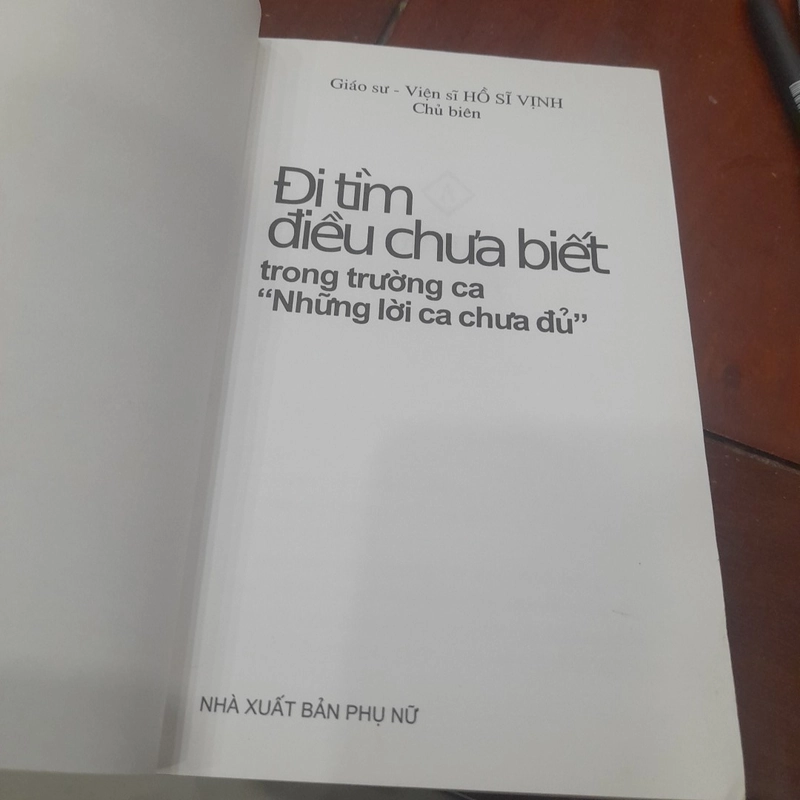 Giáo sư - Viện sĩ HỒ SĨ VỊNH
Chủ biên
Đi tìm
điều chưa biết
trong trường ca
“Những lời ca chưa đủ”
NHÀ XUẤT BẢN PHỤ NỮ